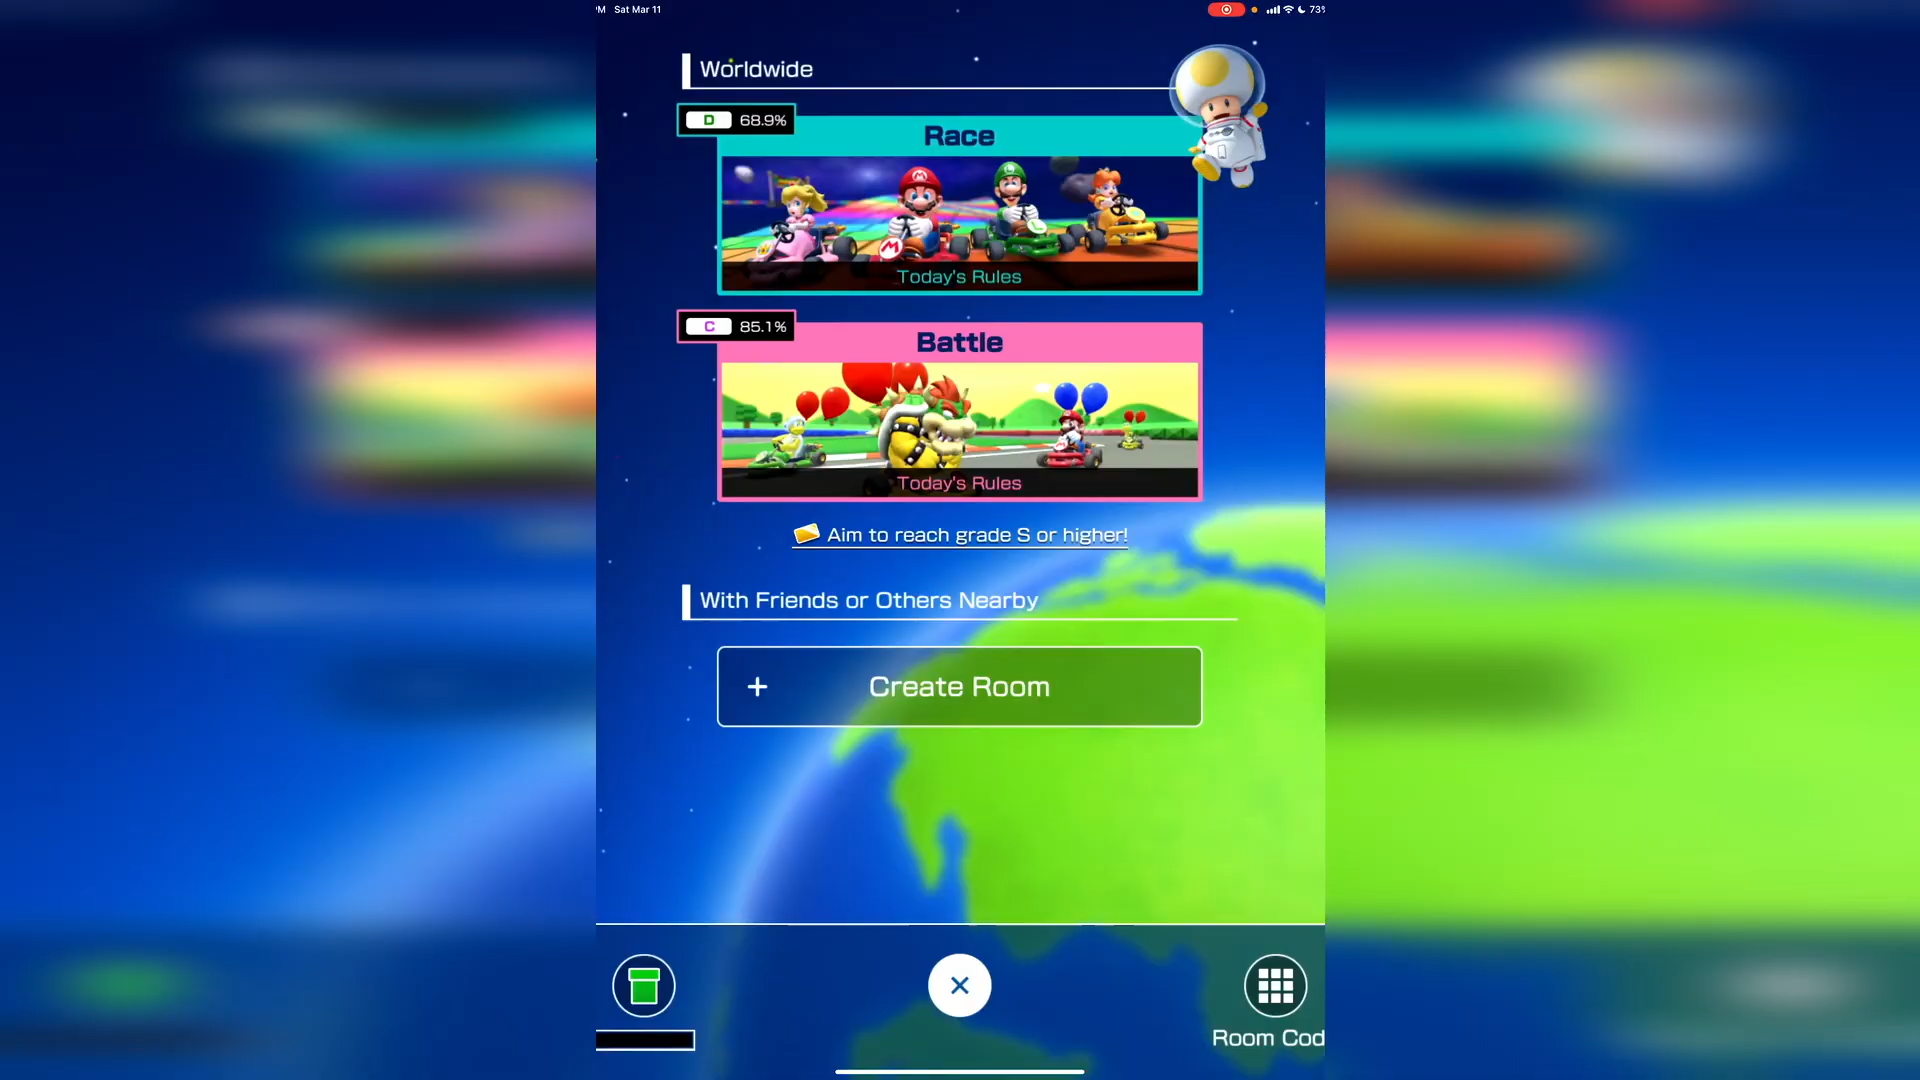 Sat Mar 11
73%
Worldwide
D 68.9%
Race
Today's Rules
C 85.1%
Battle
Today's Rules
Aim to reach grade S or higher!
With Friends or Others Nearby
+ Create Room
Room Cod